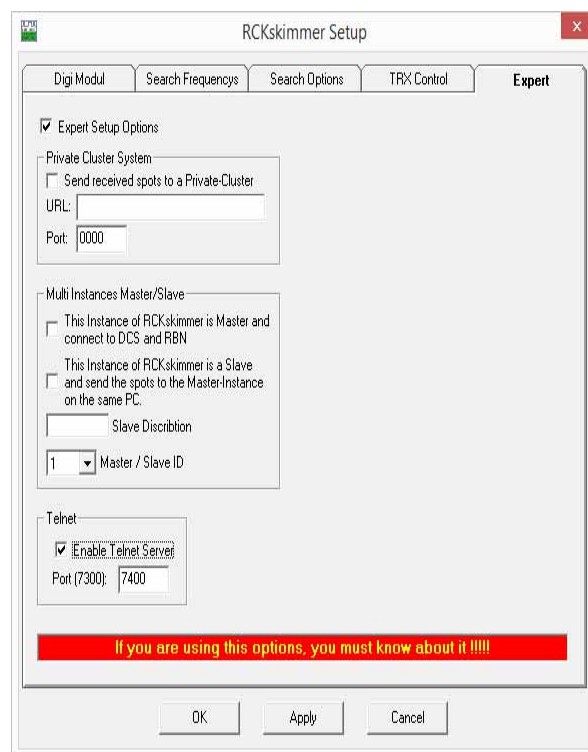 RCKskimmer Setup
x
Digi Modul
Search Frequencys
Search Options
TRX Control
Expert
Expert Setup Options
Private Cluster System
Send received spots to a Private-Cluster
URL:
Port: 0000
Multi Instances Master/Slave
This Instance of RCKskimmer is Master and
connect to DCS and RBN
This Instance of RCKskimmer is a Slave
and send the spots to the Master-Instance
on the same PC.
Slave Discribtion
1 Master / Slave ID
Telnet
Enable Telnet Server
Port (7300): 7400
If you are using this options, you must know about it !!!!!
OK
Apply
Cancel